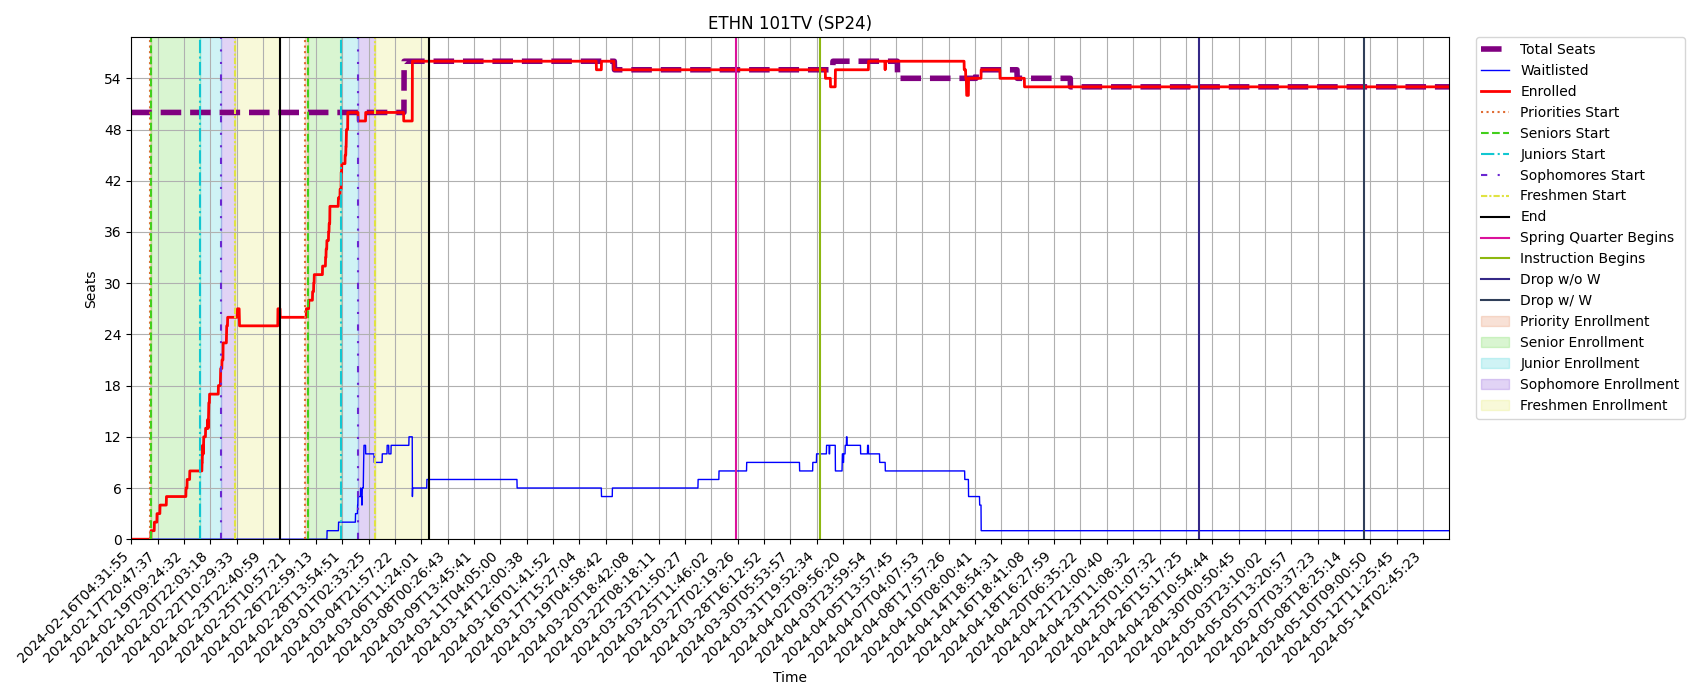 ETHN 101TV (SP24)
Seats
54
48
42
36
30
24
18
12
6
0
2024-02-16T04:31:55
2024-02-17T20:47:37
2024-02-19T09:24:32
2024-02-20T22:03:18
2024-02-22T10:29:33
2024-02-23T22:40:59
2024-02-25T10:57:21
2024-02-26T22:59:13
2024-02-28T13:54:51
2024-03-01T02:33:25
2024-03-04T21:57:22
2024-03-06T11:24:01
2024-03-08T00:26:43
2024-03-09T13:45:41
2024-03-11T04:05:00
2024-03-14T12:00:38
2024-03-16T01:41:52
2024-03-17T15:27:04
2024-03-19T04:58:42
2024-03-20T18:42:08
2024-03-22T08:18:11
2024-03-23T21:50:27
2024-03-25T11:46:02
2024-03-27T02:19:26
2024-03-28T16:12:52
2024-03-30T05:53:57
2024-03-31T19:52:34
2024-04-02T09:56:20
2024-04-03T23:59:54
2024-04-05T13:57:45
2024-04-07T04:07:53
2024-04-08T17:57:26
2024-04-10T08:00:41
2024-04-14T18:54:31
2024-04-16T18:41:08
2024-04-18T16:27:59
2024-04-20T06:35:22
2024-04-21T21:00:40
2024-04-23T11:08:32
2024-04-25T01:07:32
2024-04-26T15:17:25
2024-04-28T10:54:44
2024-04-30T00:50:45
2024-05-03T23:10:02
2024-05-05T13:20:57
2024-05-07T03:37:23
2024-05-08T18:25:14
2024-05-10T09:00:50
2024-05-12T11:25:45
2024-05-14T02:45:23
Time
Total Seats
Waitlisted
Enrolled
Priorities Start
Seniors Start
Juniors Start
Sophomores Start
Freshmen Start
End
Spring Quarter Begins
Instruction Begins
Drop w/o W
Drop w/ W
Priority Enrollment
Senior Enrollment
Junior Enrollment
Sophomore Enrollment
Freshmen Enrollment